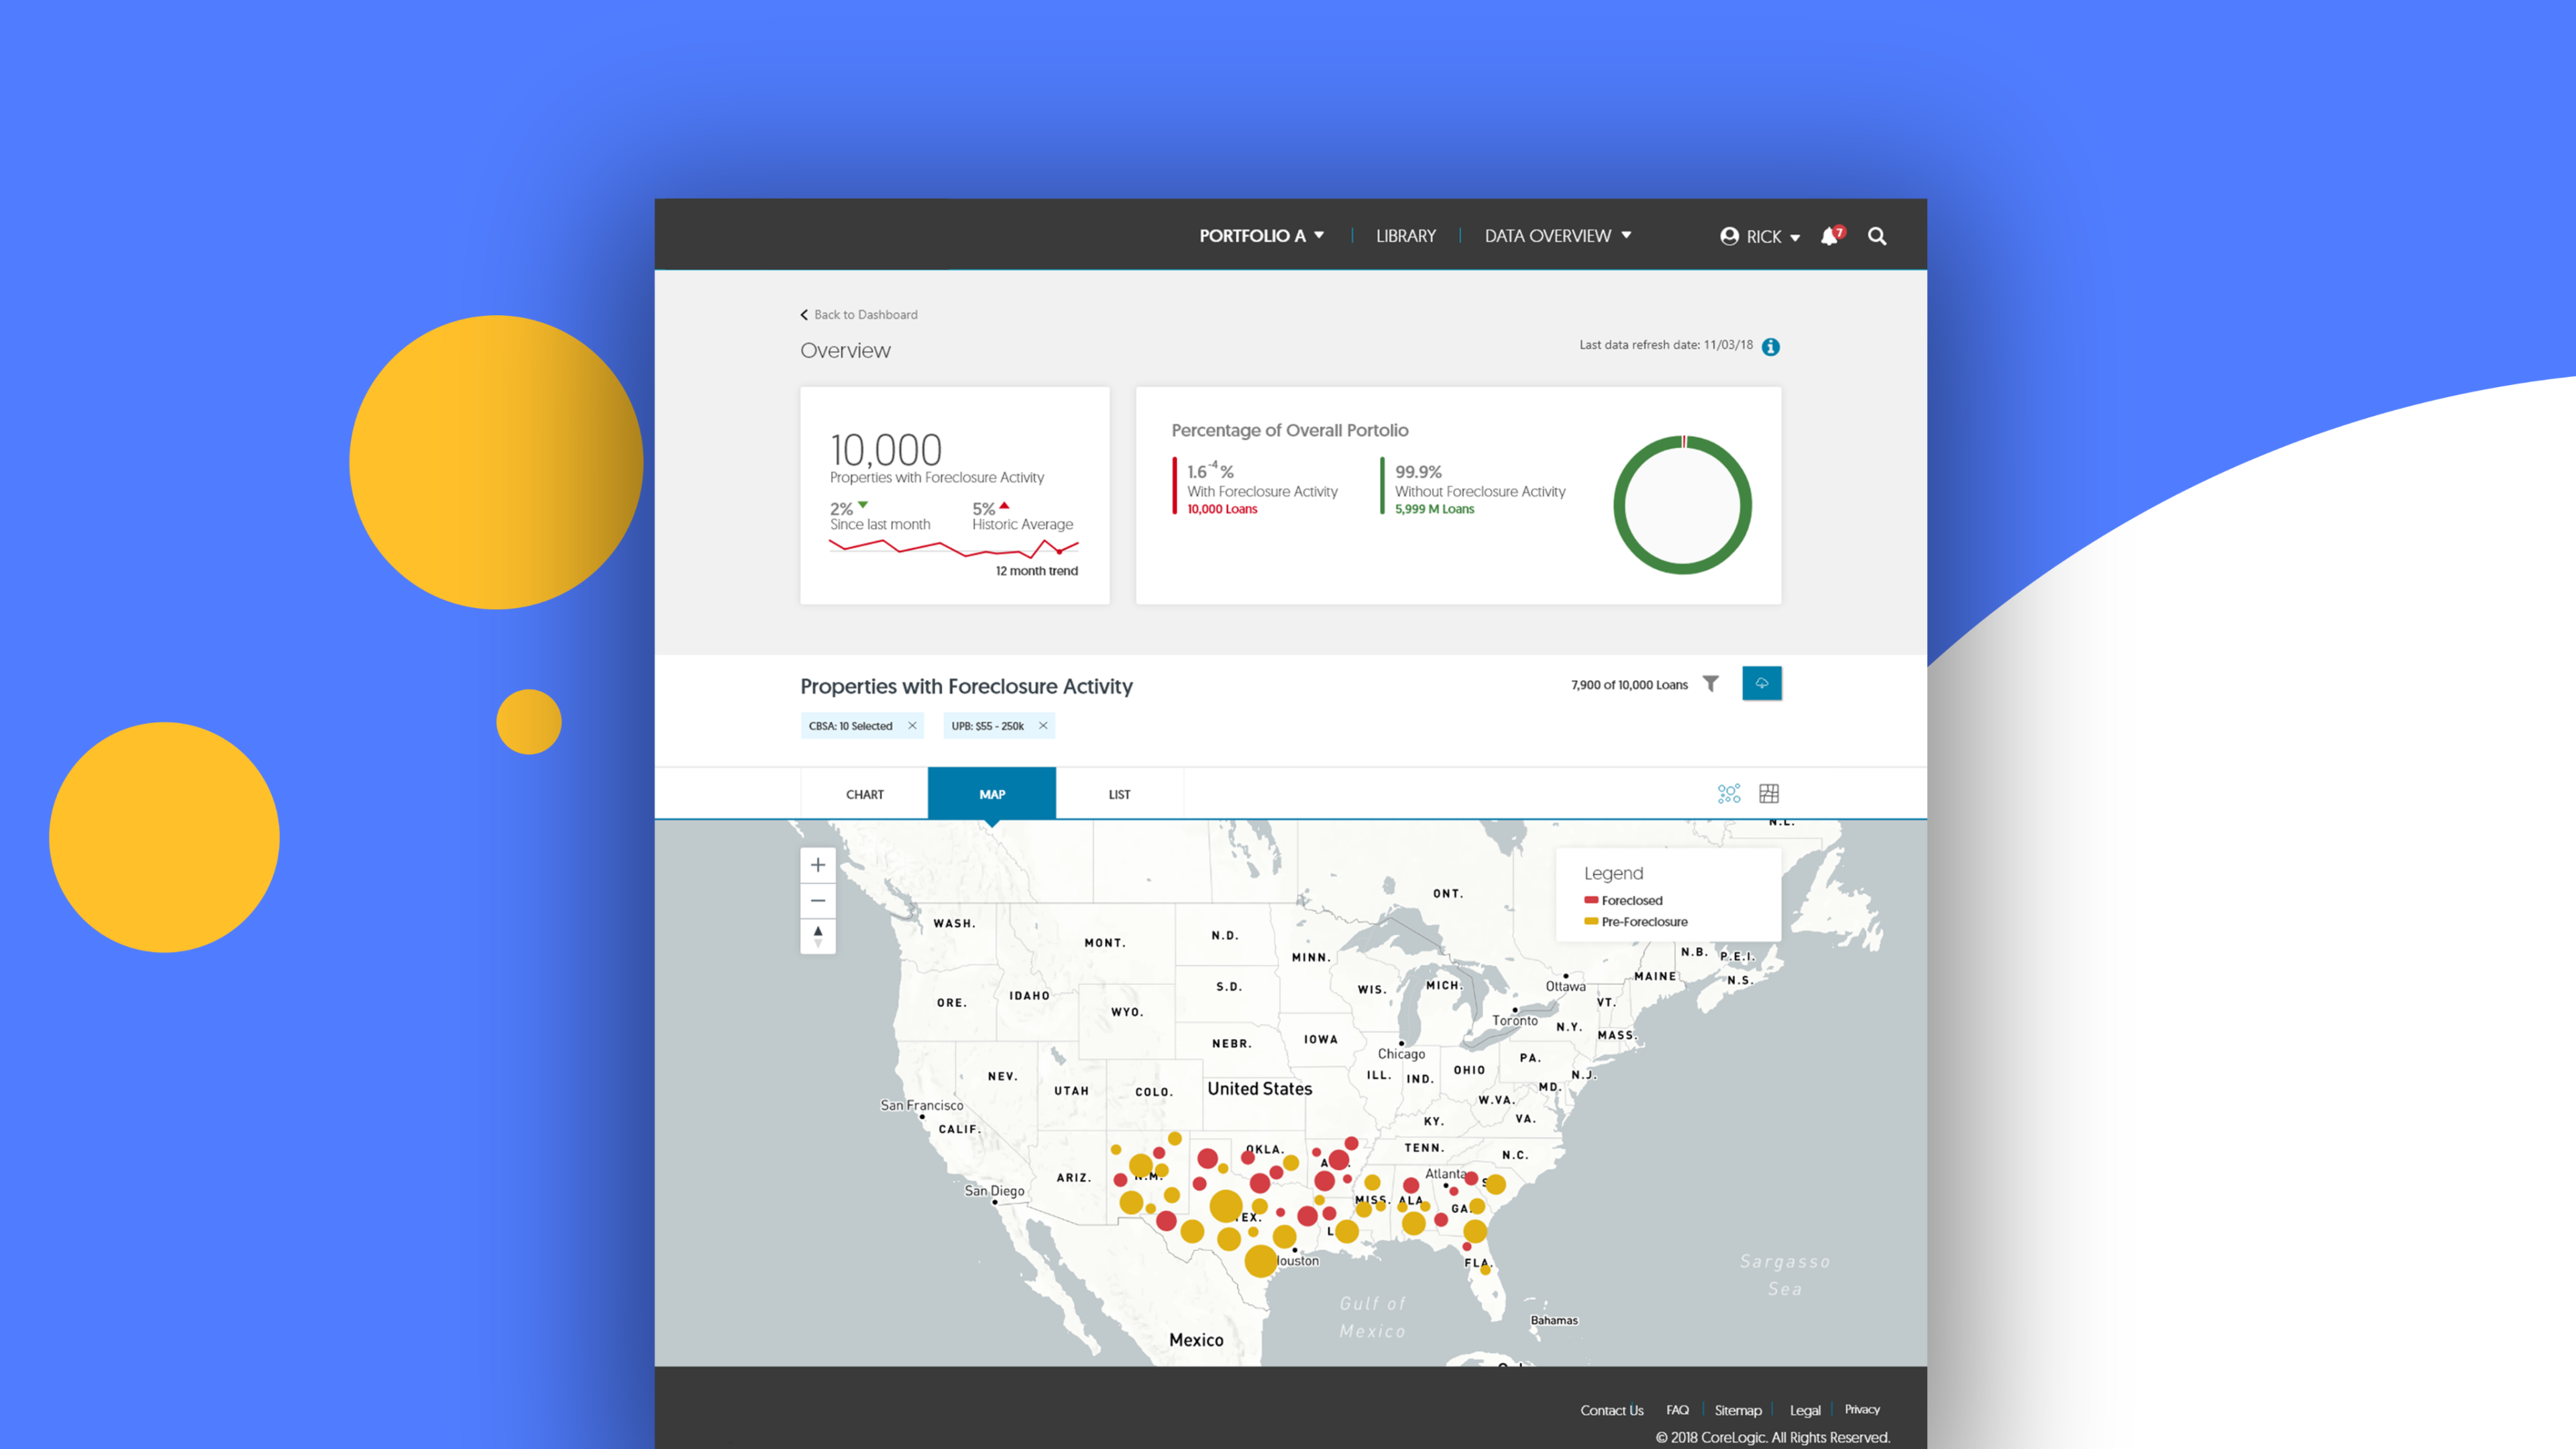 PORTFOLIO A
LIBRARY
DATA OVERVIEW
RICK
7
Back to Dashboard
Overview
Last data refresh date: 11/03/18
10,000
Properties with Foreclosure Activity
2%
Since last month
5%
Historic Average
12 month trend
Percentage of Overall Portolio
1.6-4%
With Foreclosure Activity
10,000 Loans
99.9%
Without Foreclosure Activity
5,999 M Loans
Properties with Foreclosure Activity
7,900 of 10,000 Loans
CBSA: 10 Selected
UPB: $55 - 250k
CHART
MAP
LIST
N.L.
Legend
Foreclosed
Pre-Foreclosure
ONT.
WASH.
MONT.
N.D.
MINN.
N.B.
P.E.I.
MAINE
N.S.
Ottawa
ORE.
IDAHO
S.D.
WIS.
MICH.
VT.
WYO.
Toronto
N.Y.
MASS.
NEBR.
IOWA
Chicago
PA.
NEV.
UTAH
COLO.
United States
ILL.
IND.
OHIO
N.J.
MD.
W.VA.
San Francisco
CALIF.
KY.
VA.
OKLA.
TENN.
N.C.
ARIZ.
N.M.
Atlanta
San Diego
MISS.
ALA.
GA.
FLA.
Gulf of
Mexico
Sargasso
Sea
Bahamas
Mexico
Contact Us
FAQ
Sitemap
Legal
Privacy
© 2018 CoreLogic. All Rights Reserved.